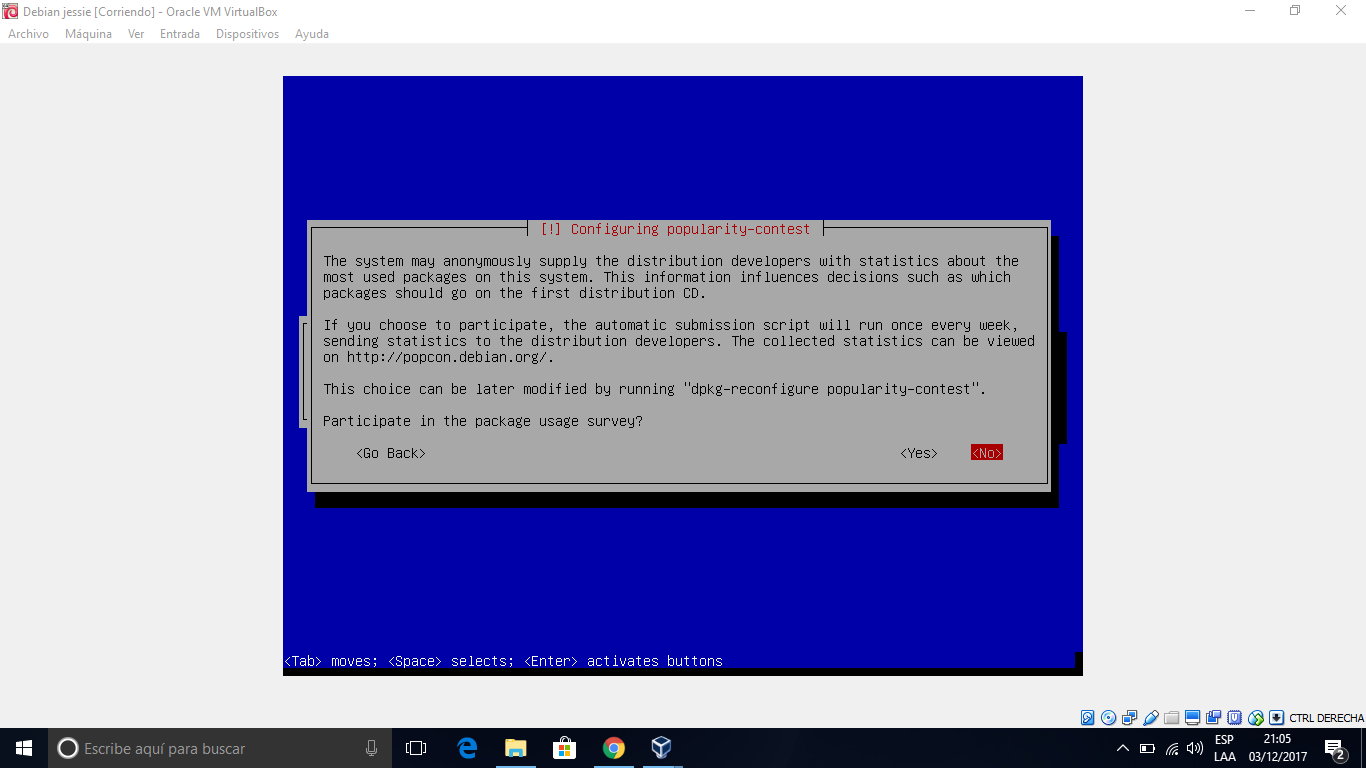 Debian jessie [Corriendo] - Oracle VM VirtualBox
Archivo Máquina Ver Entrada Dispositivos Ayuda
[!] Configuring popularity-contest
The system may anonymously supply the distribution developers with statistics about the
most used packages on this system. This information influences decisions such as which
packages should go on the first distribution CD.
If you choose to participate, the automatic submission script will run once every week,
sending statistics to the distribution developers. The collected statistics can be viewed
on http://popcon.debian.org/.
This choice can be later modified by running "dpkg-reconfigure popularity-contest".
Participate in the package usage survey?
<Go Back> <Yes> <No>
<Tab> moves; <Space> selects; <Enter> activates buttons
CTRL DERECHA
Escribe aquí para buscar
ESP
LAA
21:05
03/12/2017
2